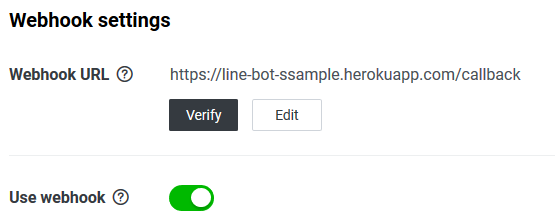 Webhook settings
Webhook URL ? https://line-bot-ssample.herokuapp.com/callback
Verify Edit
Use webhook ?